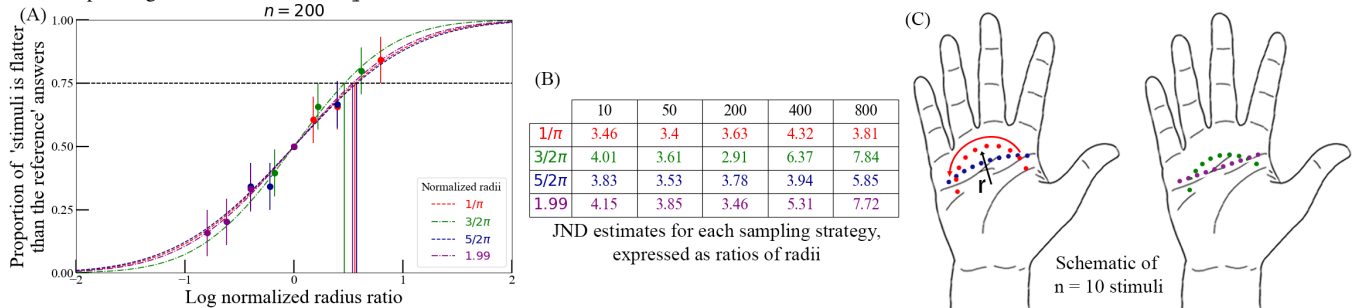 (A)
n = 200
1.00
0.75
0.50
0.25
0.00
Proportion of 'stimuli is flatter
than the reference' answers
−2
−1
0
1
2
Log normalized radius ratio
Normalized radii
1/π
3/2π
5/2π
1.99
(B)
10 50 200 400 800
1/π 3.46 3.4 3.63 4.32 3.81
3/2π 4.01 3.61 2.91 6.37 7.84
5/2π 3.83 3.53 3.78 3.94 5.85
1.99 4.15 3.85 3.46 5.31 7.72
JND estimates for each sampling strategy,
expressed as ratios of radii
(C)
r
Schematic of
n = 10 stimuli